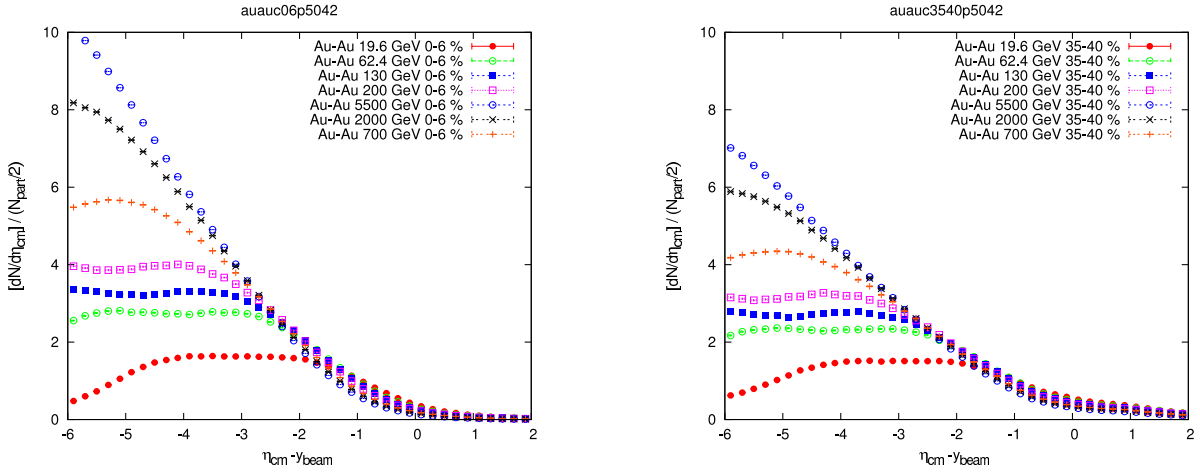 auauc06p5042
[dN/dη_cm] / (N_part/2)
10
8
6
4
2
0
Au-Au 19.6 GeV 0-6 %
Au-Au 62.4 GeV 0-6 %
Au-Au 130 GeV 0-6 %
Au-Au 200 GeV 0-6 %
Au-Au 5500 GeV 0-6 %
Au-Au 2000 GeV 0-6 %
Au-Au 700 GeV 0-6 %
-6 -5 -4 -3 -2 -1 0 1 2
η_cm-y_beam
auauc3540p5042
[dN/dη_cm] / (N_part/2)
10
8
6
4
2
0
Au-Au 19.6 GeV 35-40 %
Au-Au 62.4 GeV 35-40 %
Au-Au 130 GeV 35-40 %
Au-Au 200 GeV 35-40 %
Au-Au 5500 GeV 35-40 %
Au-Au 2000 GeV 35-40 %
Au-Au 700 GeV 35-40 %
-6 -5 -4 -3 -2 -1 0 1 2
η_cm-y_beam